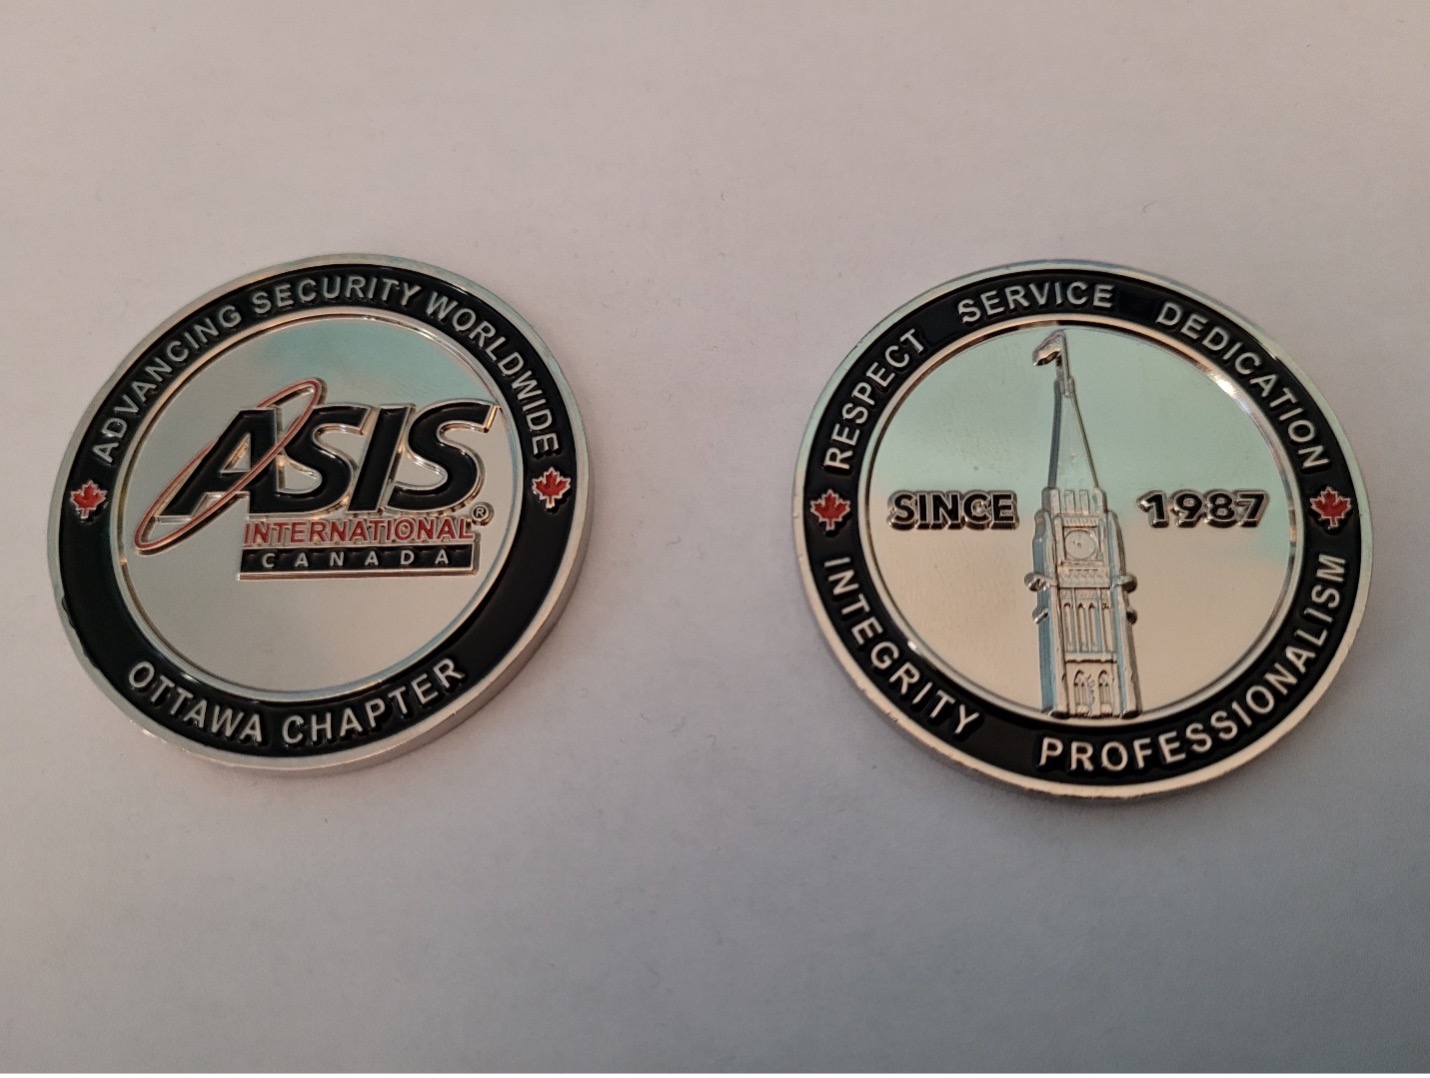 ADVANCING SECURITY WORLDWIDE
ASIS®
INTERNATIONAL
CANADA
OTTAWA CHAPTER
RESPECT SERVICE DEDICATION
SINCE 1987
INTEGRITY PROFESSIONALISM